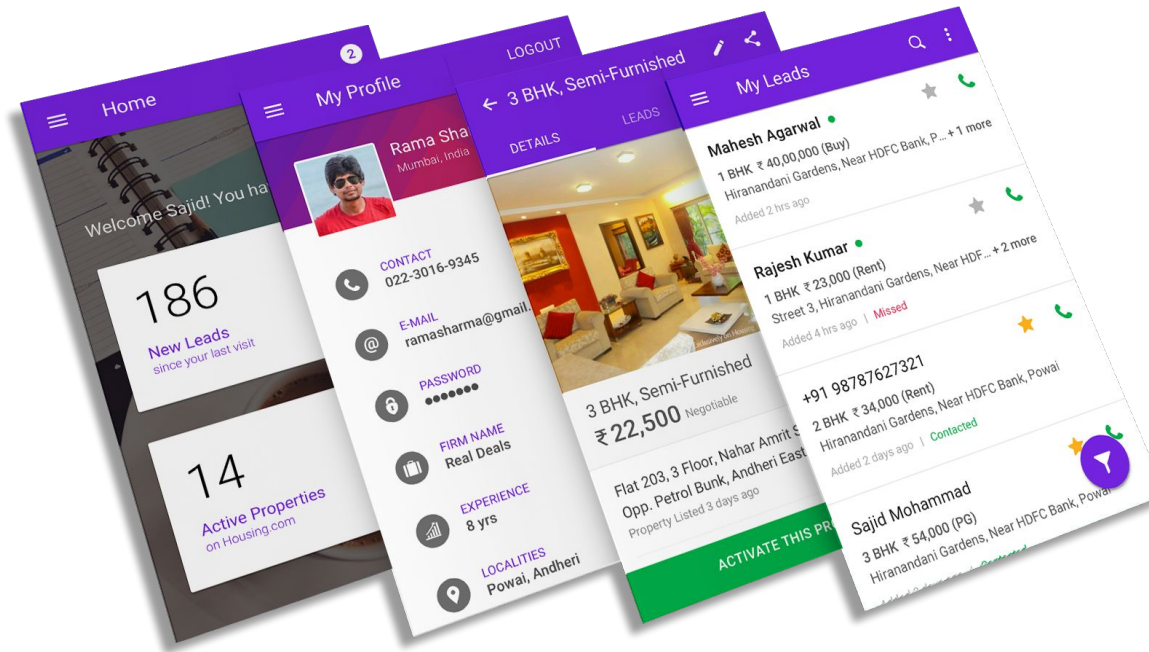 2
Home
Welcome Sajid! You
186
New Leads
since your last visit
14
Active Properties
on Housing.com
LOGOUT
My Profile
Rama
Mumbai, India
CONTACT
022-3016-9345
E-MAIL
ramasharma@gmail.
PASSWORD
FIRM NAME
Real Deals
EXPERIENCE
8 yrs
LOCALITIES
Powai, Andheri
3 BHK, Semi-Furnished
DETAILS
LEADS
3 BHK, Semi-Furnished
₹ 22,500 Negotiable
Flat 203, 3 Floor, Nahar Amrit
Opp. Petrol Bunk, Andheri East
Property Listed 3 days ago
ACTIVATE THIS
My Leads
Mahesh Agarwal
1 BHK ₹ 40,00,000 (Buy)
Hiranandani Gardens, Near HDFC Bank, P... + 1 more
Added 2 hrs ago
Rajesh Kumar
1 BHK ₹ 23,000 (Rent)
Street 3, Hiranandani Gardens, Near HDF... + 2 more
Added 4 hrs ago | Missed
+91 98787627321
2 BHK ₹ 34,000 (Rent)
Hiranandani Gardens, Near HDFC Bank, Powai
Added 2 days ago | Contacted
Sajid Mohammad
3 BHK ₹ 54,000 (PG)
Hiranandani Gardens, Near HDFC Bank, Powai